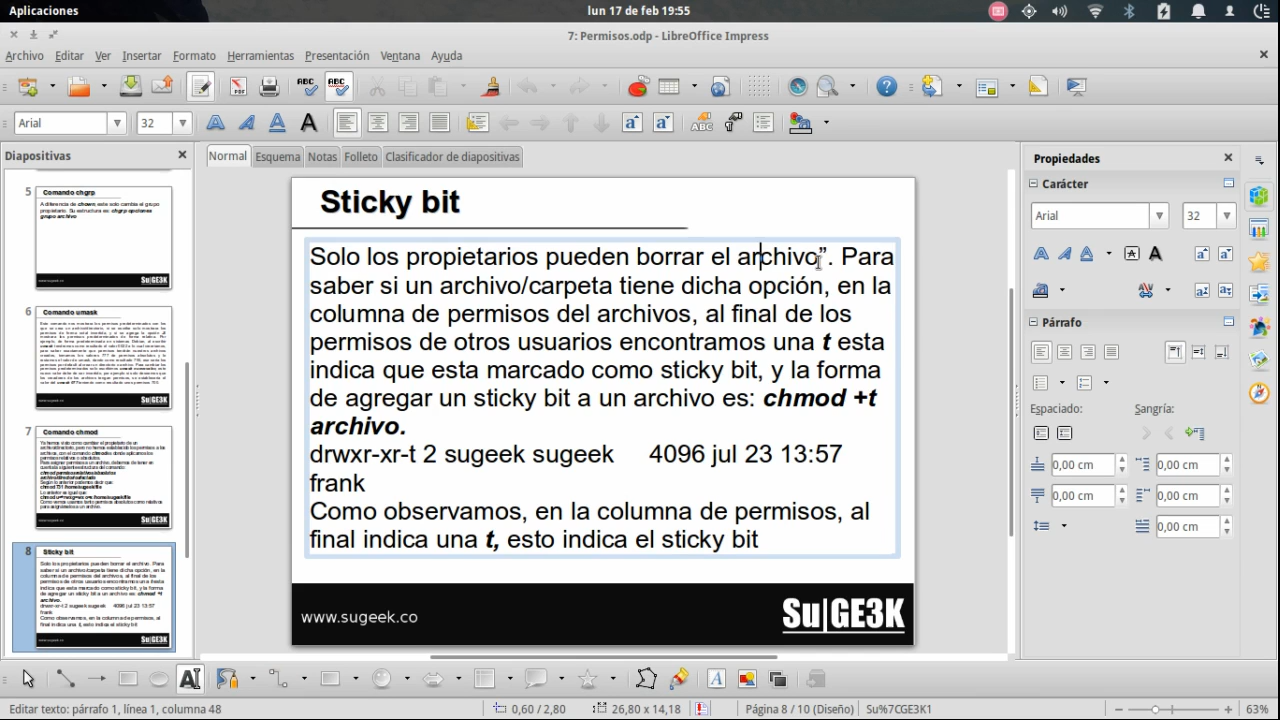 Aplicaciones
lun 17 de feb 19:55
7: Permisos.odp - LibreOffice Impress
Archivo Editar Ver Insertar Formato Herramientas Presentación Ventana Ayuda
Arial 32
Diapositivas
Normal Esquema Notas Folleto Clasificador de diapositivas
Propiedades
Carácter
Arial 32
Párrafo
Espaciado: Sangría:
0,00 cm 0,00 cm
0,00 cm 0,00 cm
0,00 cm
5
Comando chgrp
6
Comando umask
7
Comando chmod
8
Sticky bit
Sticky bit
Solo los propietarios pueden borrar el archivo”. Para
saber si un archivo/carpeta tiene dicha opción, en la
columna de permisos del archivos, al final de los
permisos de otros usuarios encontramos una t esta
indica que esta marcado como sticky bit, y la forma
de agregar un sticky bit a un archivo es: chmod +t
archivo.
drwxr-xr-t 2 sugeek sugeek 4096 jul 23 13:57
frank
Como observamos, en la columna de permisos, al
final indica una t, esto indica el sticky bit
www.sugeek.co
Su|GE3K
Editar texto: párrafo 1, línea 1, columna 48
0,60 / 2,80
26,80 x 14,18
Página 8 / 10 (Diseño)
Su%7CGE3K1
63%